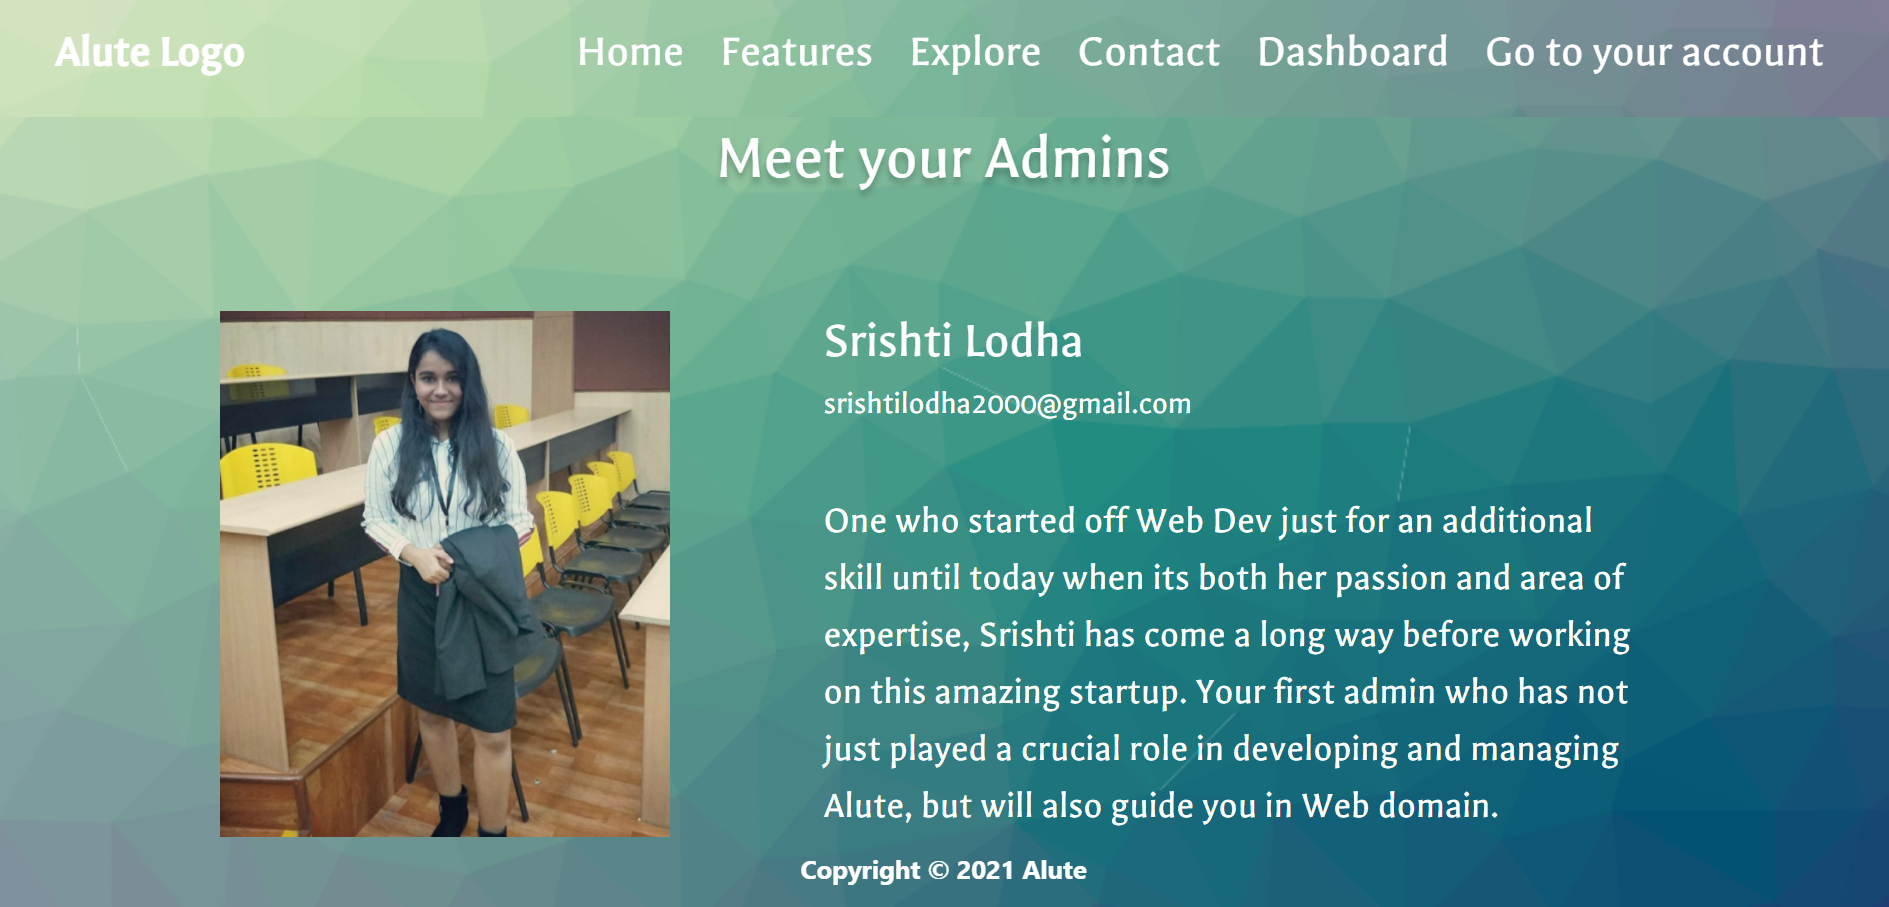 Alute Logo Home Features Explore Contact Dashboard Go to your account
Meet your Admins
Srishti Lodha
srishtilodha2000@gmail.com
One who started off Web Dev just for an additional
skill until today when its both her passion and area of
expertise, Srishti has come a long way before working
on this amazing startup. Your first admin who has not
just played a crucial role in developing and managing
Alute, but will also guide you in Web domain.
Copyright © 2021 Alute